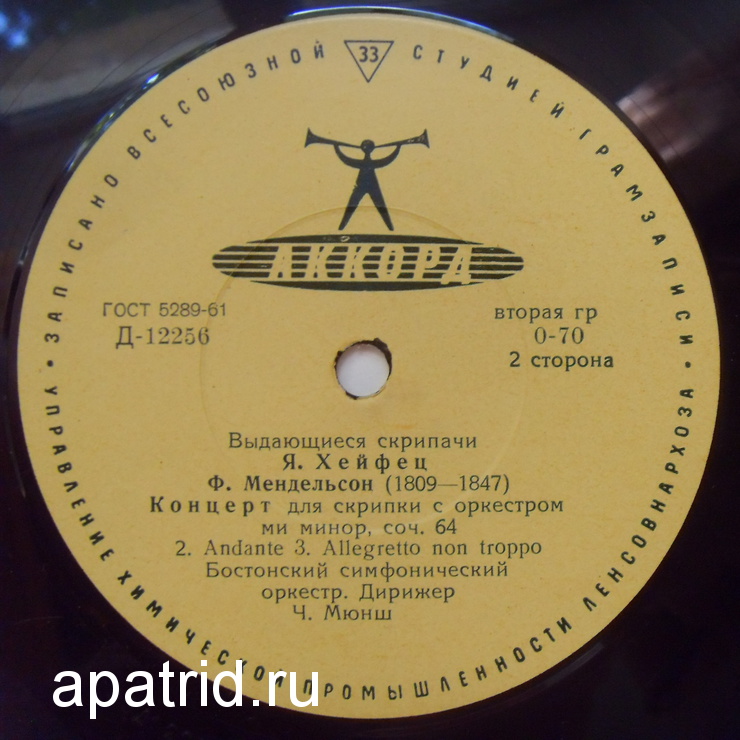 ЗАПИСАНО ВСЕСОЮЗНОЙ 33 СТУДИЕЙ ГРАМЗАПИСИ
АККОРД
ГОСТ 5289-61
Д-12256
вторая гр
0-70
2 сторона
Выдающиеся скрипачи
Я. Хейфец
Ф. Мендельсон (1809—1847)
Концерт для скрипки с оркестром
ми минор, соч. 64
2. Andante 3. Allegretto non troppo
Бостонский симфонический
оркестр. Дирижер
Ч. Мюнш
УПРАВЛЕНИЕ ХИМИЧЕСКОЙ ПРОМЫШЛЕННОСТИ ЛЕНСОВНАРХОЗА
apatrid.ru